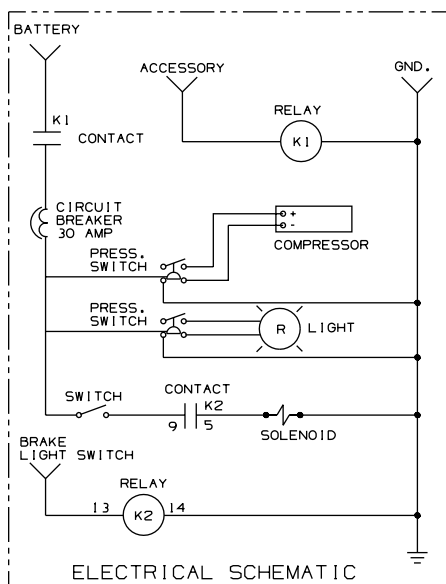 BATTERY
ACCESSORY
GND.
RELAY
K1
K1
CONTACT
CIRCUIT
BREAKER
30 AMP
+
-
COMPRESSOR
PRESS.
SWITCH
PRESS.
SWITCH
R
LIGHT
SWITCH
CONTACT
K2
9 5
SOLENOID
BRAKE
LIGHT SWITCH
RELAY
13 K2 14
ELECTRICAL SCHEMATIC